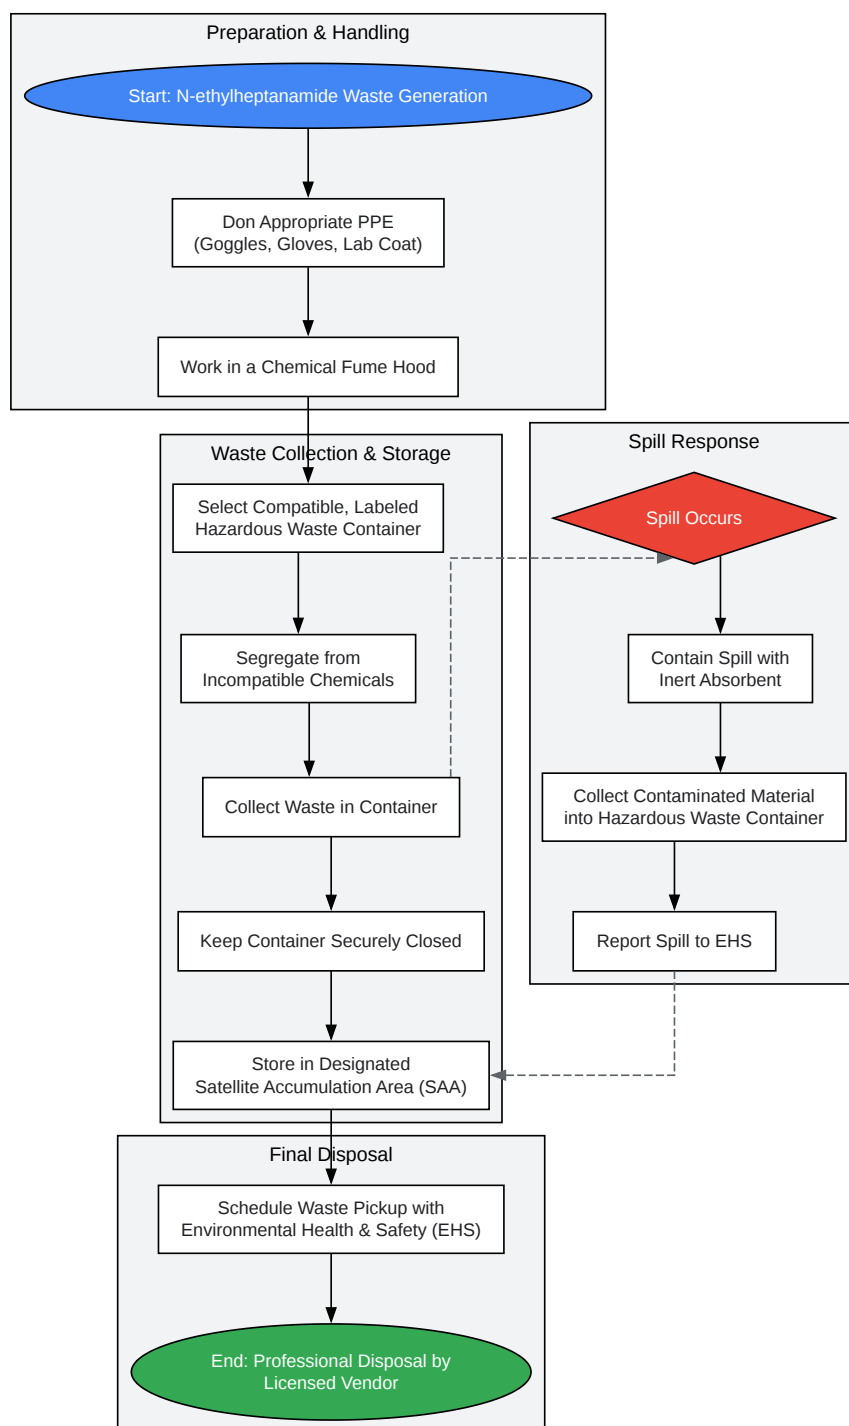 Preparation & Handling
Start: N-ethylheptanamide Waste Generation
Don Appropriate PPE
(Goggles, Gloves, Lab Coat)
Work in a Chemical Fume Hood
Waste Collection & Storage
Select Compatible, Labeled
Hazardous Waste Container
Segregate from
Incompatible Chemicals
Collect Waste in Container
Keep Container Securely Closed
Store in Designated
Satellite Accumulation Area (SAA)
Spill Response
Spill Occurs
Contain Spill with
Inert Absorbent
Collect Contaminated Material
into Hazardous Waste Container
Report Spill to EHS
Final Disposal
Schedule Waste Pickup with
Environmental Health & Safety (EHS)
End: Professional Disposal by
Licensed Vendor